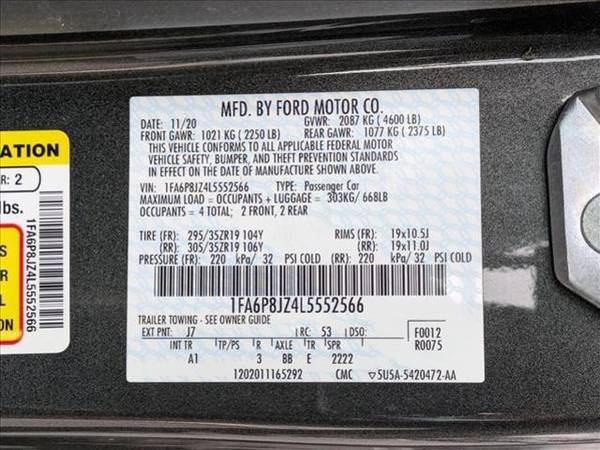 MFD. BY FORD MOTOR CO.
DATE: 11/20 GVWR: 2087 KG ( 4600 LB)
FRONT GAWR: 1021 KG ( 2250 LB) REAR GAWR: 1077 KG ( 2375 LB)
THIS VEHICLE CONFORMS TO ALL APPLICABLE FEDERAL MOTOR
VEHICLE SAFETY, BUMPER, AND THEFT PREVENTION STANDARDS
IN EFFECT ON THE DATE OF MANUFACTURE SHOWN ABOVE.
VIN: 1FA6P8JZ4L5552566 TYPE: Passenger Car
MAXIMUM LOAD = OCCUPANTS + LUGGAGE = 303KG/ 668LB
OCCUPANTS = 4 TOTAL; 2 FRONT, 2 REAR
TIRE (FR): 295/35ZR19 104Y RIMS (FR): 19x10.5J
(RR): 305/35ZR19 106Y (RR): 19x11.0J
PRESSURE (FR): 220 kPa/ 32 PSI COLD (RR): 220 kPa/ 32 PSI COLD
1FA6P8JZ4L5552566
TRAILER TOWING - SEE OWNER GUIDE
EXT PNT: J7 RC: 53 DSO: F0012
INT TR TP/PS R AXLE TR SPR R0075
A1 3 BB E 2222
1202011165292 CMC 5U5A-5420472-AA
ATION
R: 2
lbs.
1FA6P8JZ4L5552566